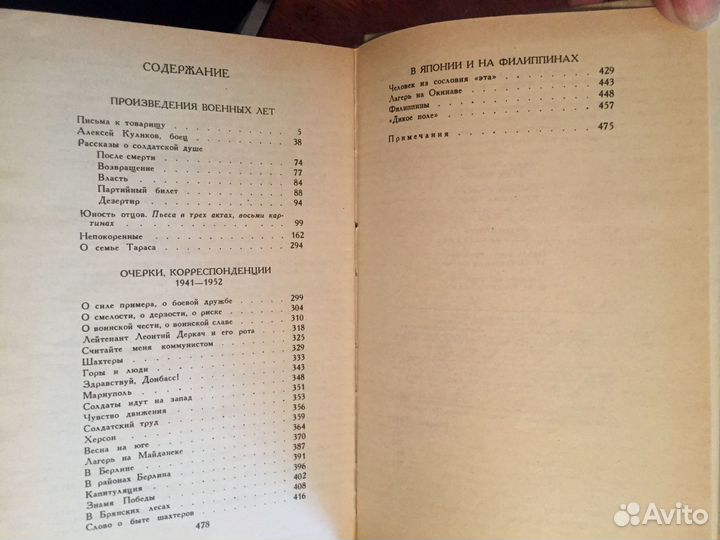 СОДЕРЖАНИЕ
ПРОИЗВЕДЕНИЯ ВОЕННЫХ ЛЕТ
Письма к товарищу 5
Алексей Куликов, боец 38
Рассказы о солдатской душе
После смерти 74
Возвращение 77
Власть 84
Партийный билет 88
Дезертир 94
Юность отцов. Пьеса в трех актах, восьми кар-
тинах 99
Непокоренные 162
О семье Тараса 294
ОЧЕРКИ, КОРРЕСПОНДЕНЦИИ
1941—1952
О силе примера, о боевой дружбе 299
О смелости, о дерзости, о риске 304
О воинской чести, о воинской славе 310
Лейтенант Леонтий Деркач и его рота 318
Считайте меня коммунистом 325
Шахтеры 329
Горы и люди 333
Здравствуй, Донбасс! 343
Мариуполь 348
Солдаты идут на запад 351
Чувство движения 353
Солдатский труд 356
Херсон 359
Весна на юге 364
Лагерь на Майданеке 370
В Берлине 387
В районах Берлина 391
Капитуляция 396
Знамя Победы 402
В Брянских лесах 408
Слово о быте шахтеров 416
478
В ЯПОНИИ И НА ФИЛИППИНАХ
Человек из сословия «эта» 429
Лагерь на Окинаве 443
Филиппины 448
«Дикое поле» 457
Примечания 475
Avito